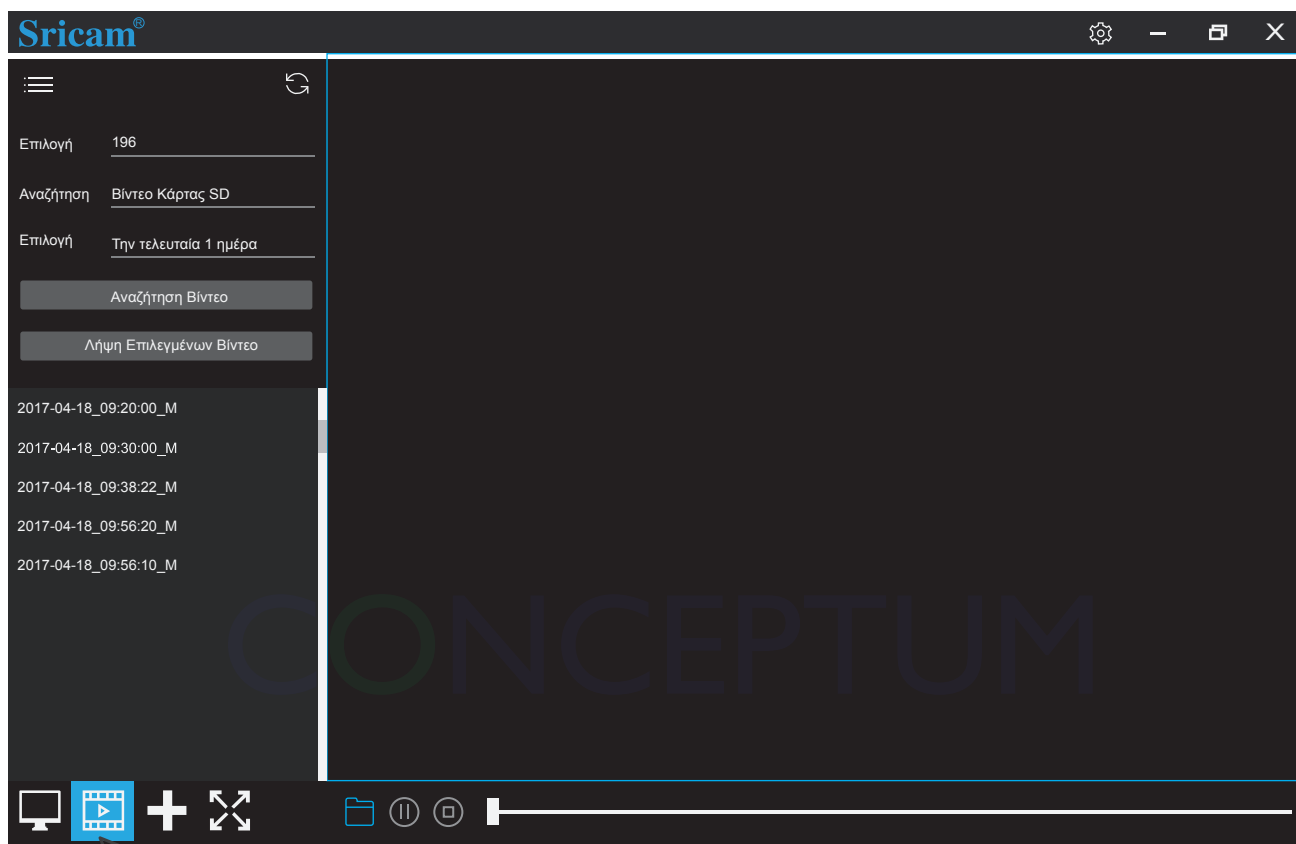 Sricam®
Επιλογή 196
Αναζήτηση Βίντεο Κάρτας SD
Επιλογή Την τελευταία 1 ημέρα
Αναζήτηση Βίντεο
Λήψη Επιλεγμένων Βίντεο
2017-04-18_09:20:00_M
2017-04-18_09:30:00_M
2017-04-18_09:38:22_M
2017-04-18_09:56:20_M
2017-04-18_09:56:10_M
CONCEPTUM